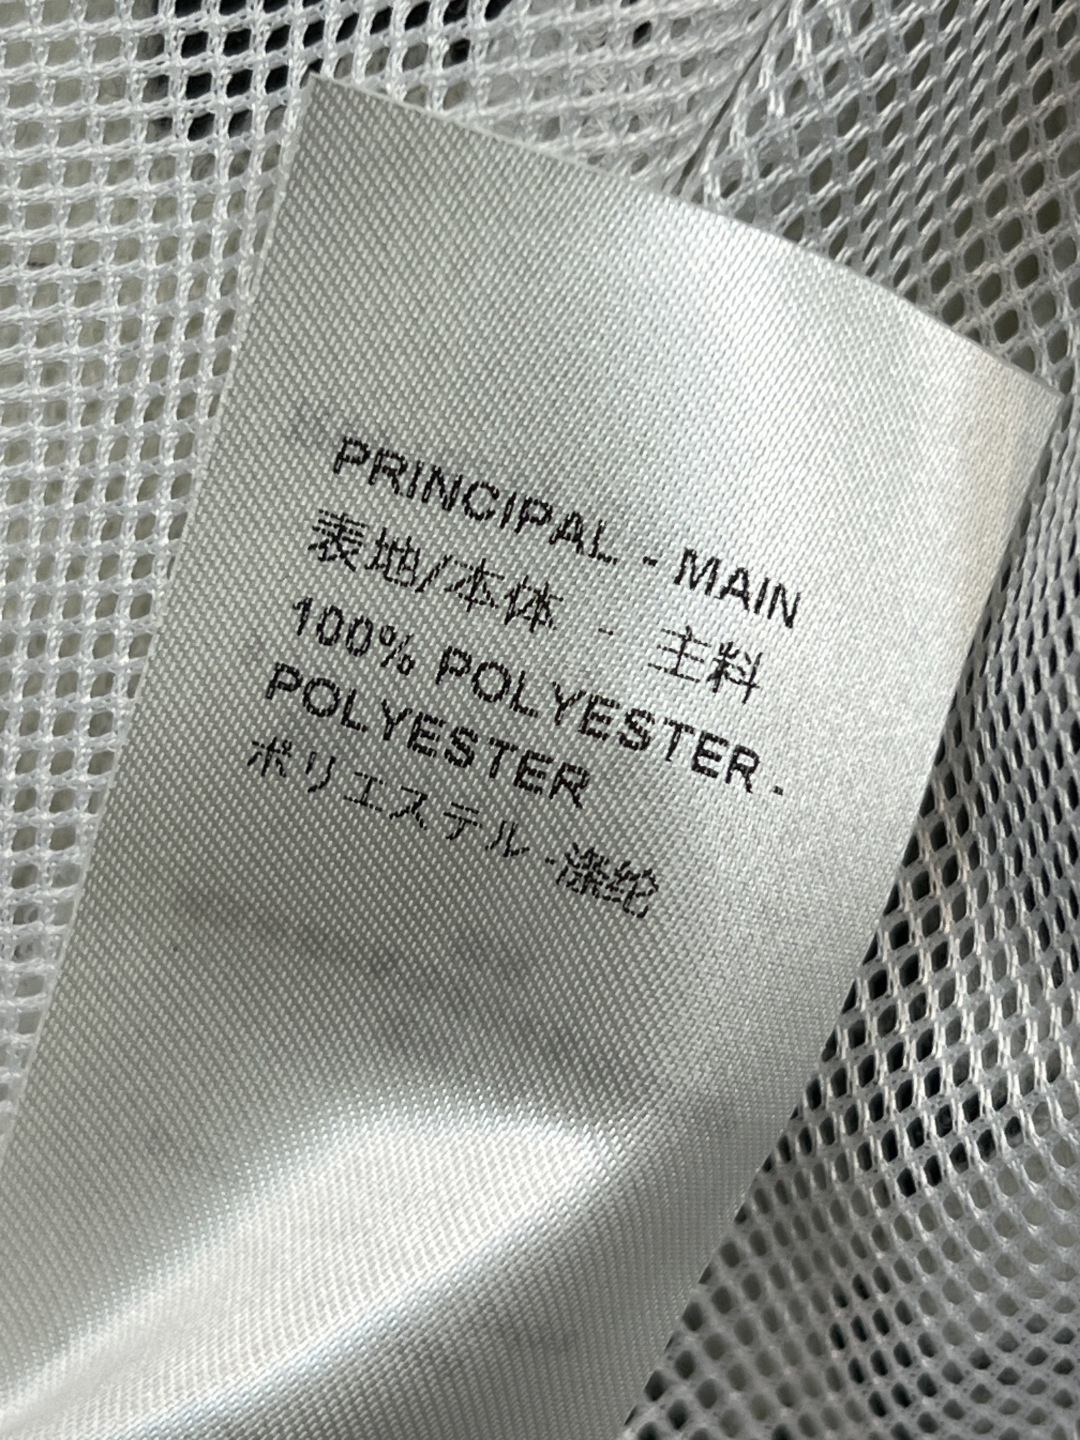 PRINCIPAL - MAIN
表地/本体 - 主料
100% POLYESTER -
POLYESTER
ポリエステル - 涤纶